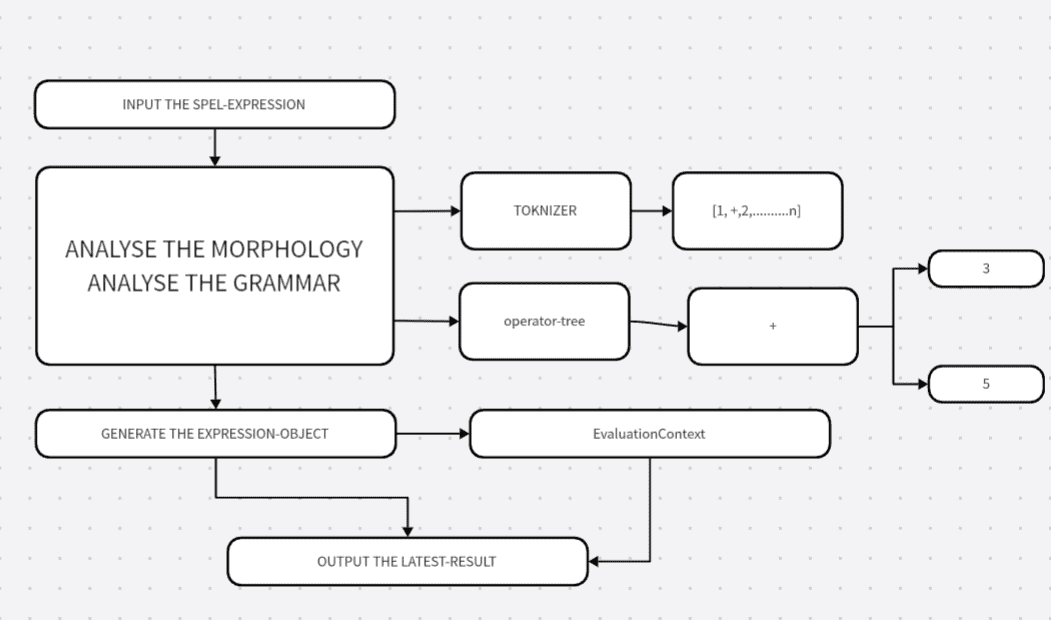 INPUT THE SPEL-EXPRESSION
ANALYSE THE MORPHOLOGY
ANALYSE THE GRAMMAR
TOKNIZER
[1, +,2,..........n]
operator-tree
+
3
5
GENERATE THE EXPRESSION-OBJECT
EvaluationContext
OUTPUT THE LATEST-RESULT